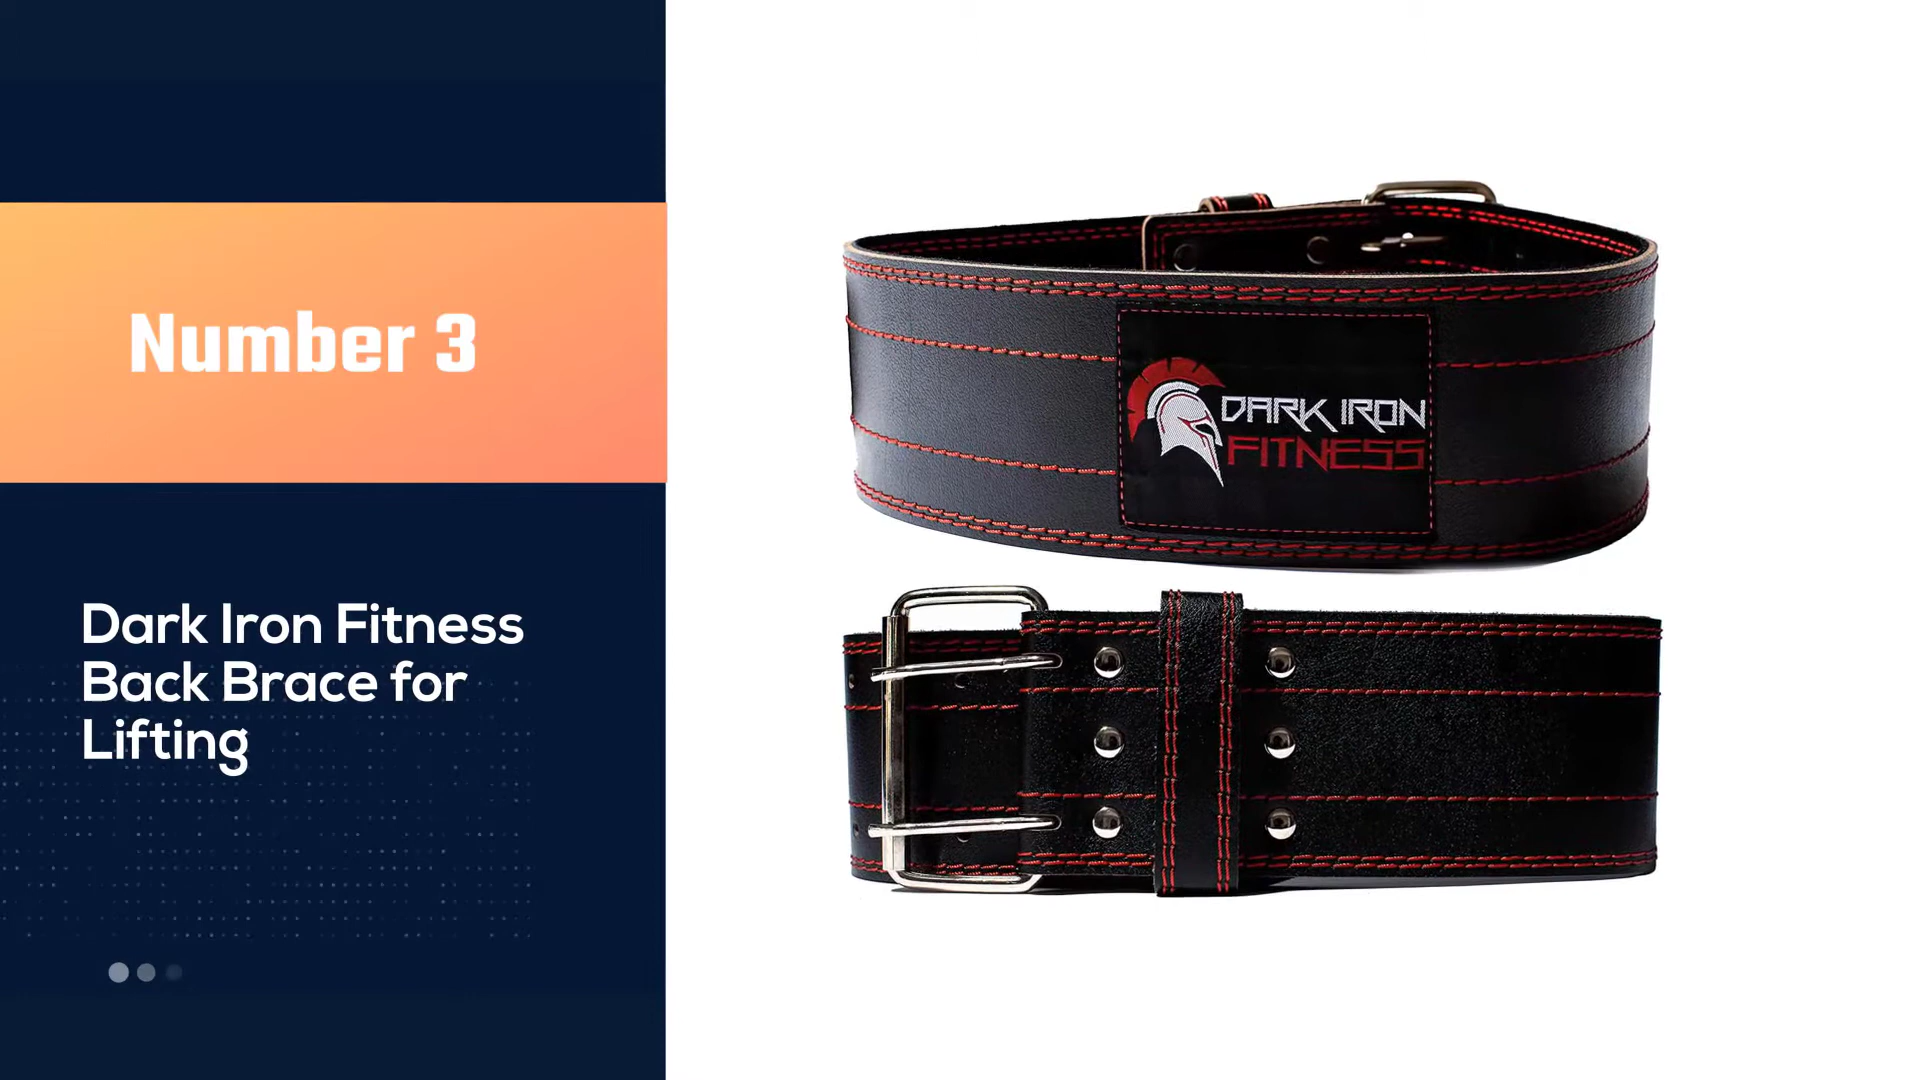 Number 3
Dark Iron Fitness
Back Brace for
Lifting
DARK IRON
FITNESS